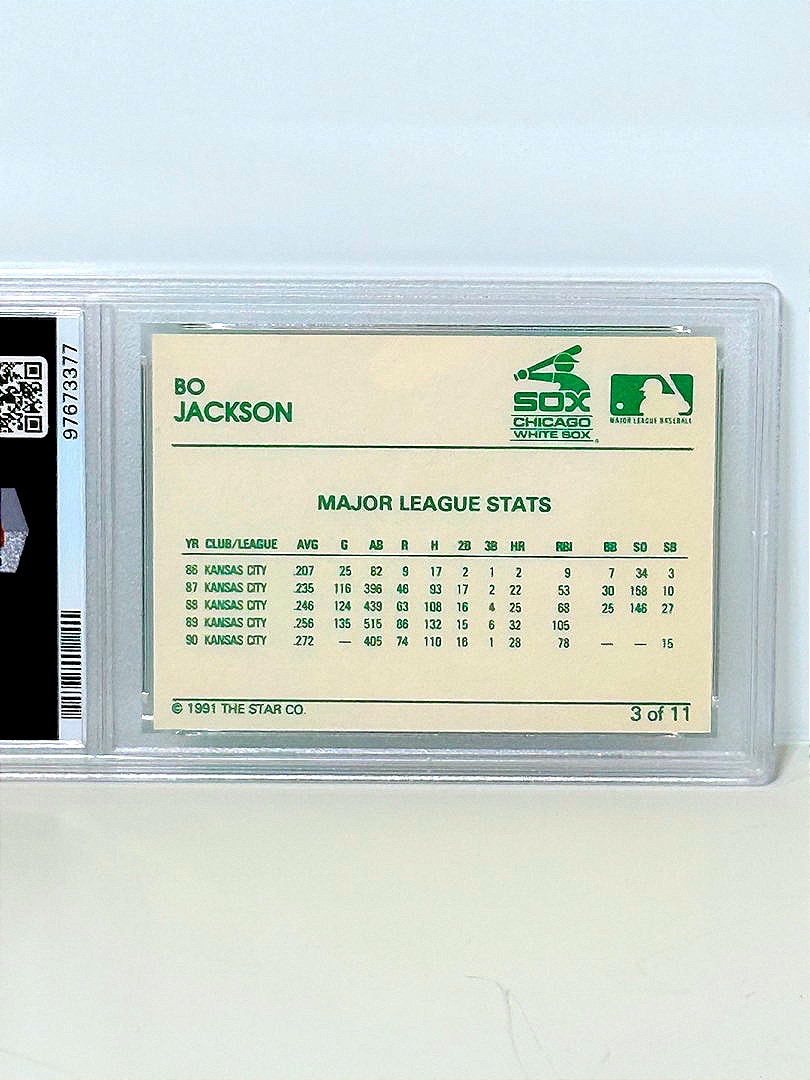 97673377
BO
JACKSON
SOX
CHICAGO
WHITE SOX
MAJOR LEAGUE BASEBALL
MAJOR LEAGUE STATS
YR CLUB/LEAGUE AVG G AB R H 2B 3B HR RBI BB SO SB
86 KANSAS CITY .207 25 82 9 17 2 1 2 9 7 34 3
87 KANSAS CITY .235 116 396 46 93 17 2 22 53 30 158 10
88 KANSAS CITY .246 124 439 63 108 16 4 25 68 25 146 27
89 KANSAS CITY .256 135 515 86 132 15 6 32 105
90 KANSAS CITY .272 — 405 74 110 16 1 28 78 — — 15
© 1991 THE STAR CO.
3 of 11